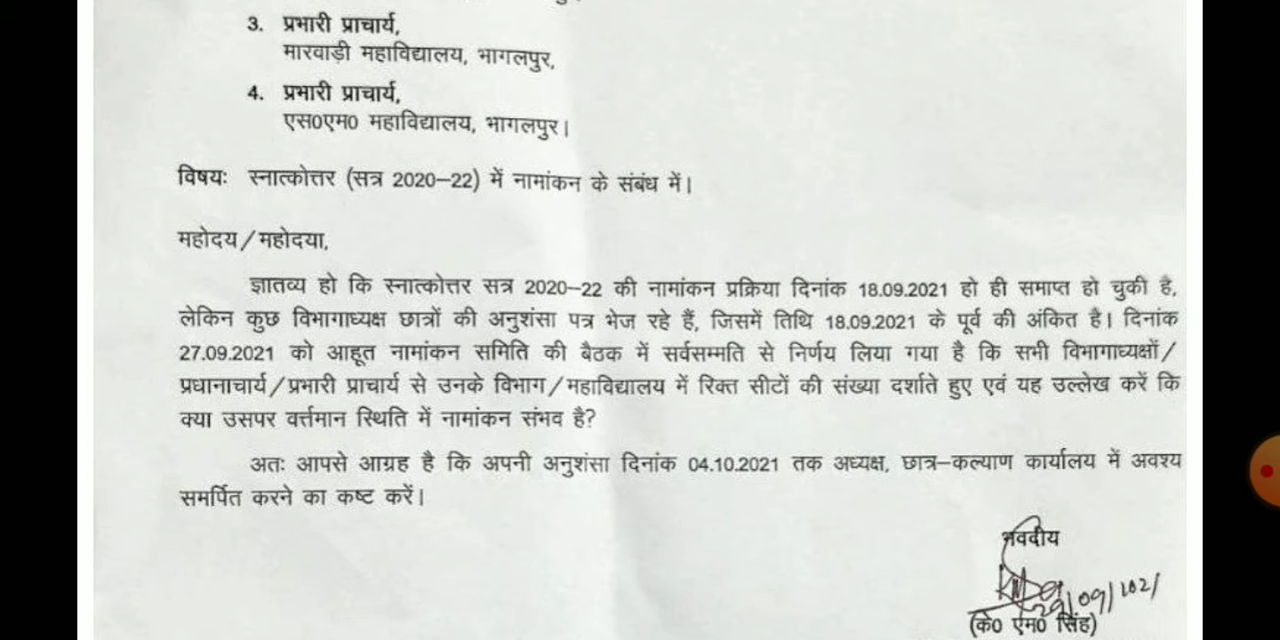 3. प्रभारी प्राचार्य,
मारवाड़ी महाविद्यालय, भागलपुर,
4. प्रभारी प्राचार्य,
एस0एम0 महाविद्यालय, भागलपुर।
विषयः स्नात्कोत्तर (सत्र 2020–22) में नामांकन के संबंध में।
महोदय/महोदया,
ज्ञातव्य हो कि स्नात्कोत्तर सत्र 2020–22 की नामांकन प्रक्रिया दिनांक 18.09.2021 हो ही समाप्त हो चुकी है,
लेकिन कुछ विभागाध्यक्ष छात्रों की अनुशंसा पत्र भेज रहे हैं, जिसमें तिथि 18.09.2021 के पूर्व की अंकित है। दिनांक
27.09.2021 को आहूत नामांकन समिति की बैठक में सर्वसम्मति से निर्णय लिया गया है कि सभी विभागाध्यक्षों/
प्रधानाचार्य/प्रभारी प्राचार्य से उनके विभाग/महाविद्यालय में रिक्त सीटों की संख्या दर्शाते हुए एवं यह उल्लेख करें कि
क्या उसपर वर्त्तमान स्थिति में नामांकन संभव है?
अतः आपसे आग्रह है कि अपनी अनुशंसा दिनांक 04.10.2021 तक अध्यक्ष, छात्र–कल्याण कार्यालय में अवश्य
समर्पित करने का कष्ट करें।
भवदीय
(के0 एम0 सिंह)